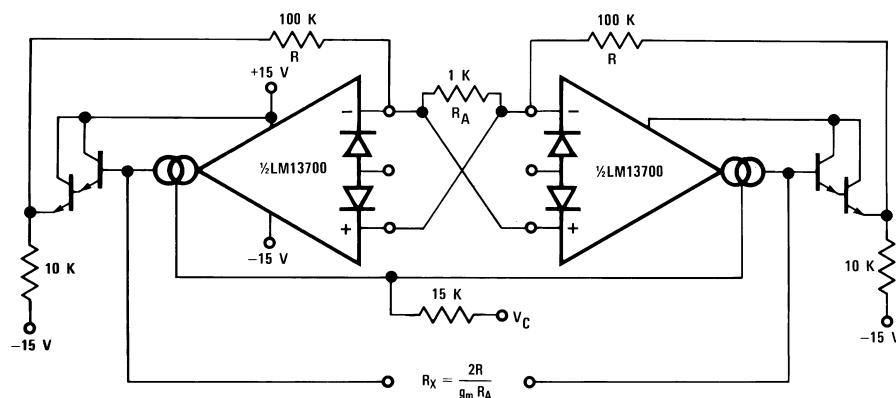 100 K
R
100 K
R
+15 V
1 K
R_A
−
−
½LM13700
½LM13700
+
+
−15 V
10 K
10 K
15 K
V_C
−15 V
−15 V
R_X = 2R / g_m R_A